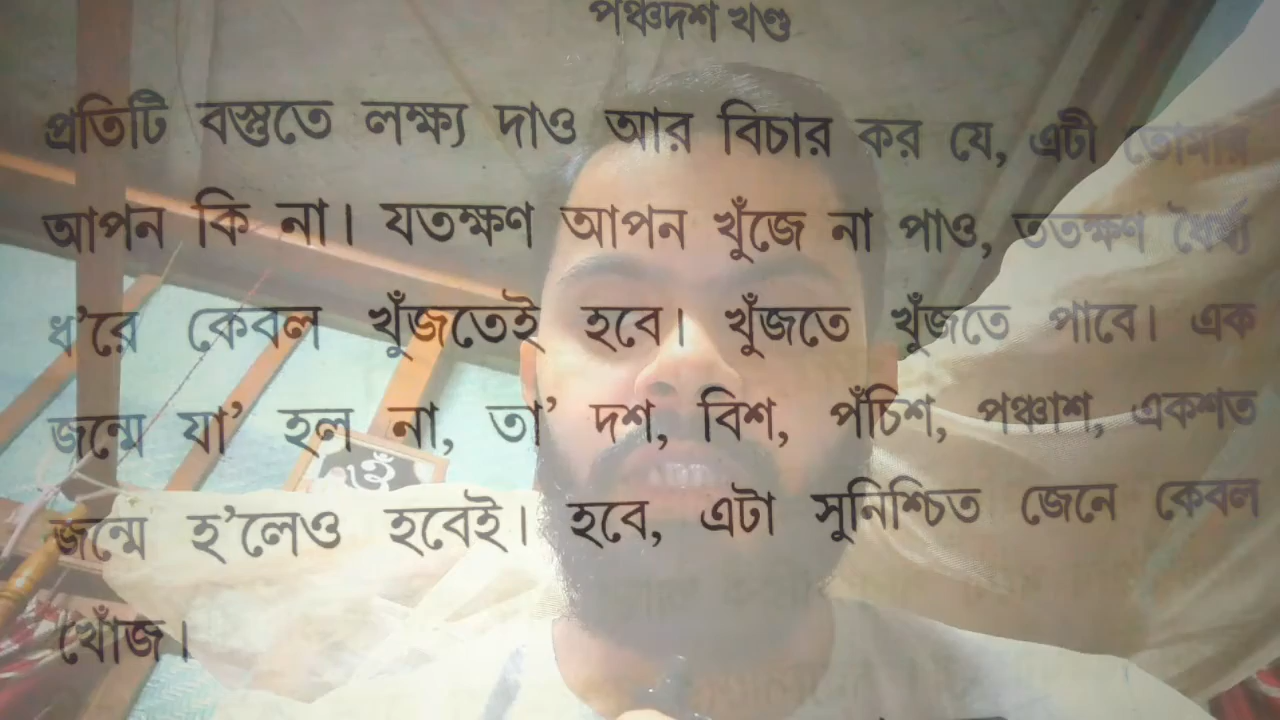 পঞ্চদশ খণ্ড
প্রতিটি বস্তুতে লক্ষ্য দাও আর বিচার কর যে, এটী তোমার
আপন কি না। যতক্ষণ আপন খুঁজে না পাও, ততক্ষণ ধৈর্য্য
ধ'রে কেবল খুঁজতেই হবে। খুঁজতে খুঁজতে পাবে। এক
জন্মে যা' হল না, তা' দশ, বিশ, পঁচিশ, পঞ্চাশ, একশত
জন্মে হ'লেও হবেই। হবে, এটা সুনিশ্চিত জেনে কেবল
খোঁজ।